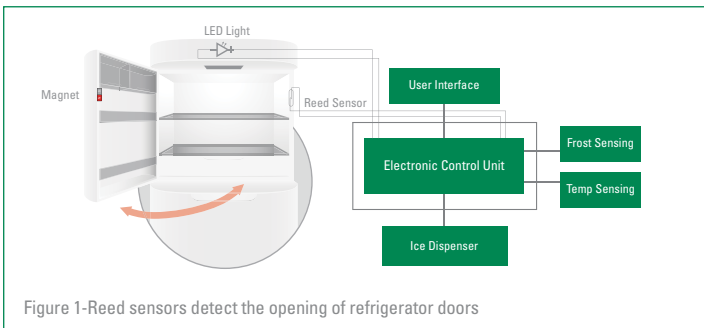 LED Light
Magnet
Reed Sensor
User Interface
Electronic Control Unit
Frost Sensing
Temp Sensing
Ice Dispenser
Figure 1-Reed sensors detect the opening of refrigerator doors